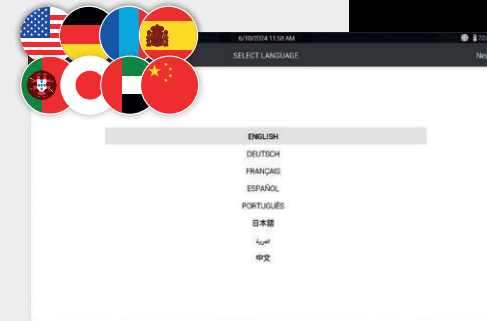 6/10/2024 11:58 AM
SELECT LANGUAGE
ENGLISH
DEUTSCH
FRANÇAIS
ESPAÑOL
PORTUGUÊS
日本語
العربية
中文